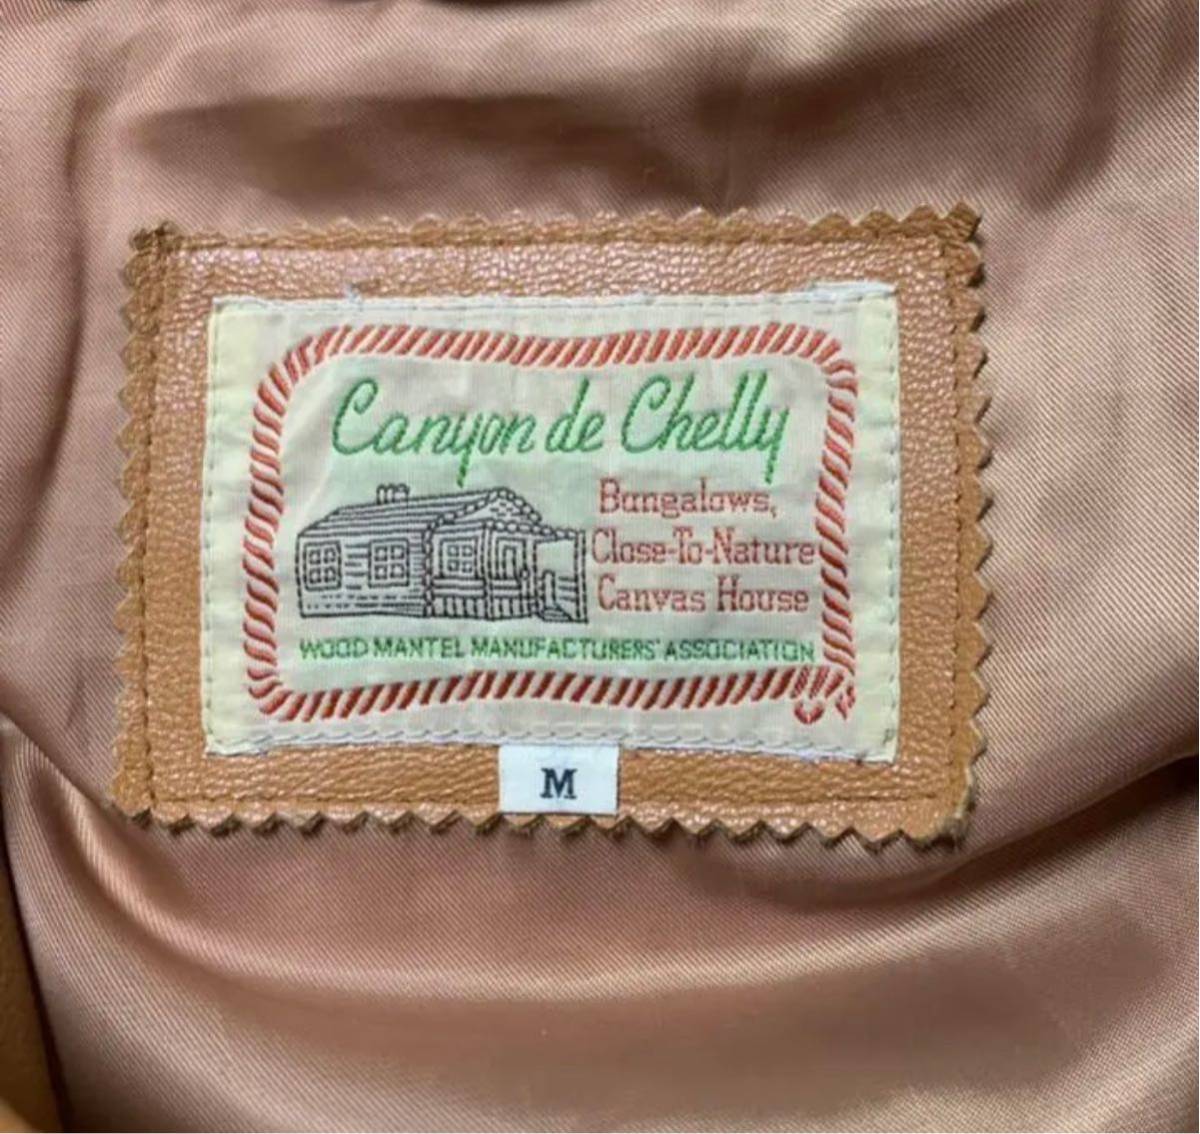 Canyon de Chelly
Bungalows,
Close-To-Nature
Canvas House
WOOD MANTEL MANUFACTURERS' ASSOCIATION
M